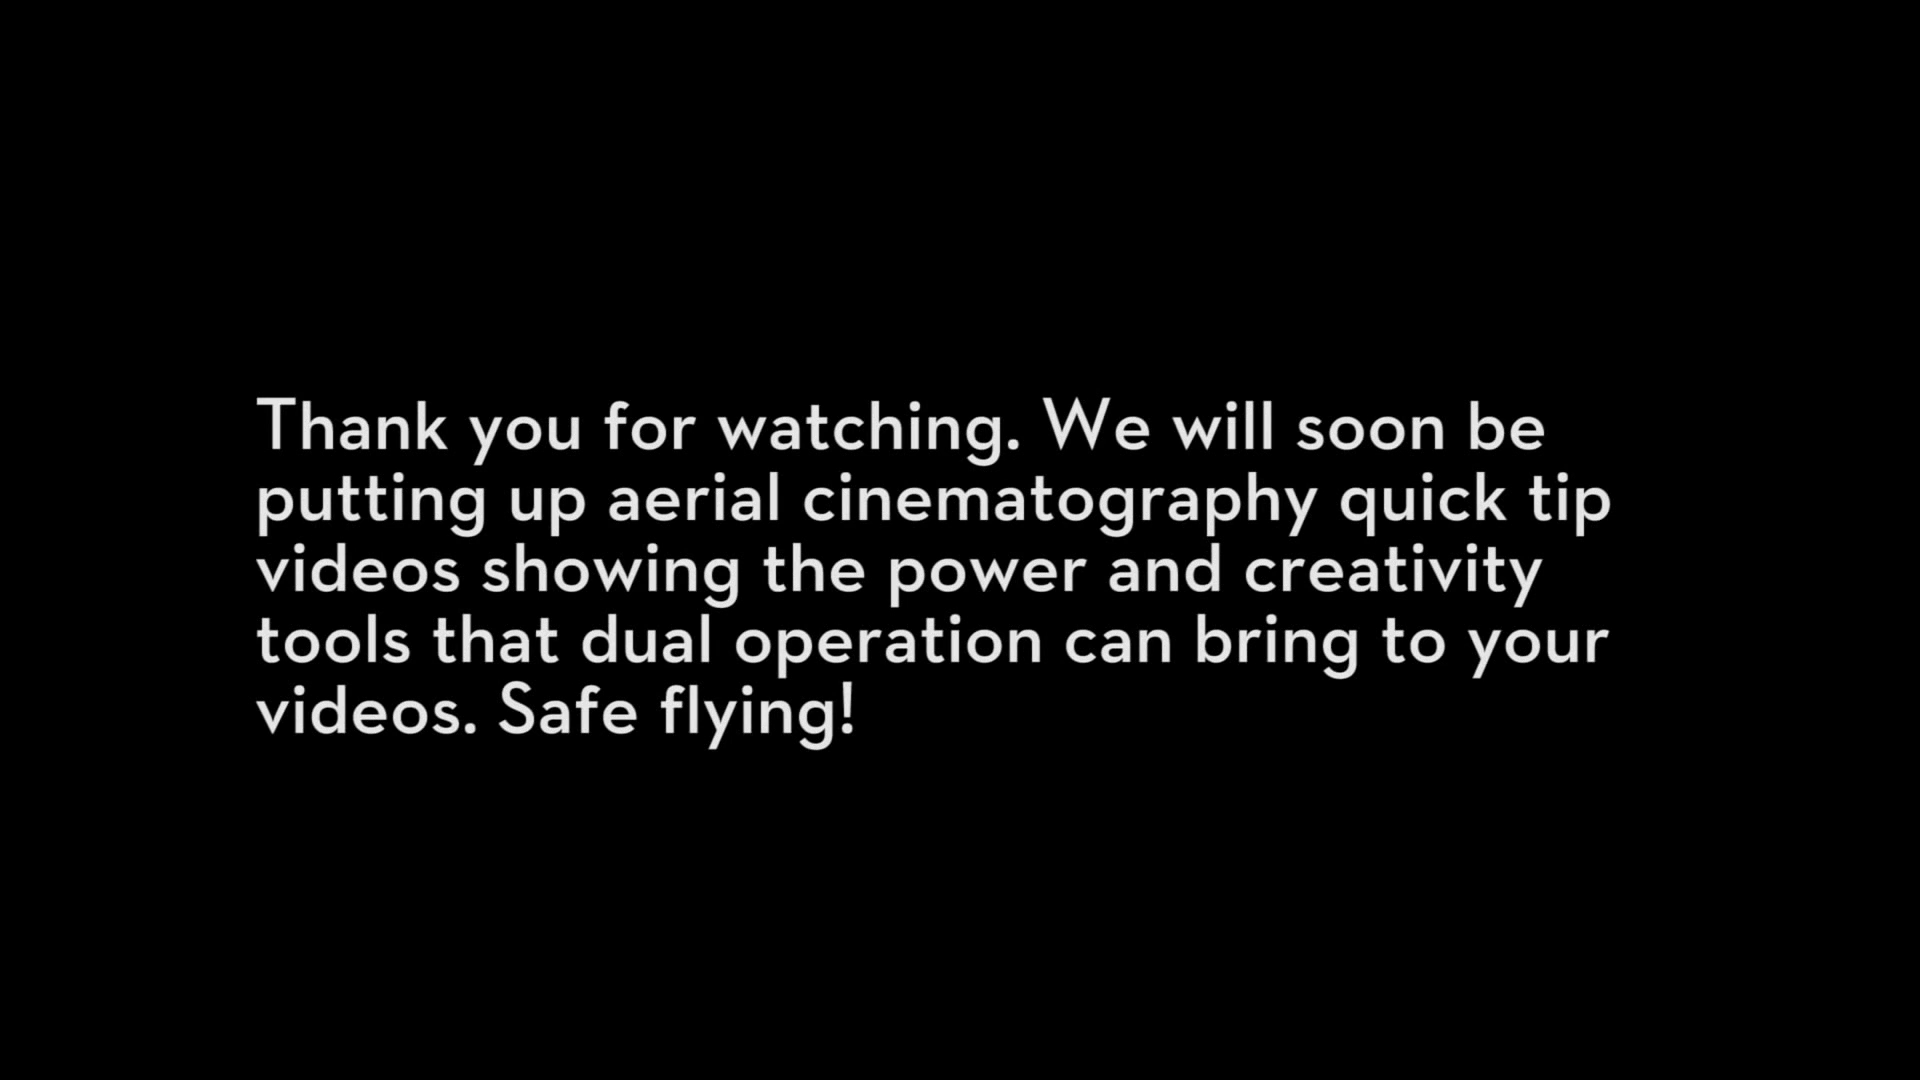 Thank you for watching. We will soon be
putting up aerial cinematography quick tip
videos showing the power and creativity
tools that dual operation can bring to your
videos. Safe flying!